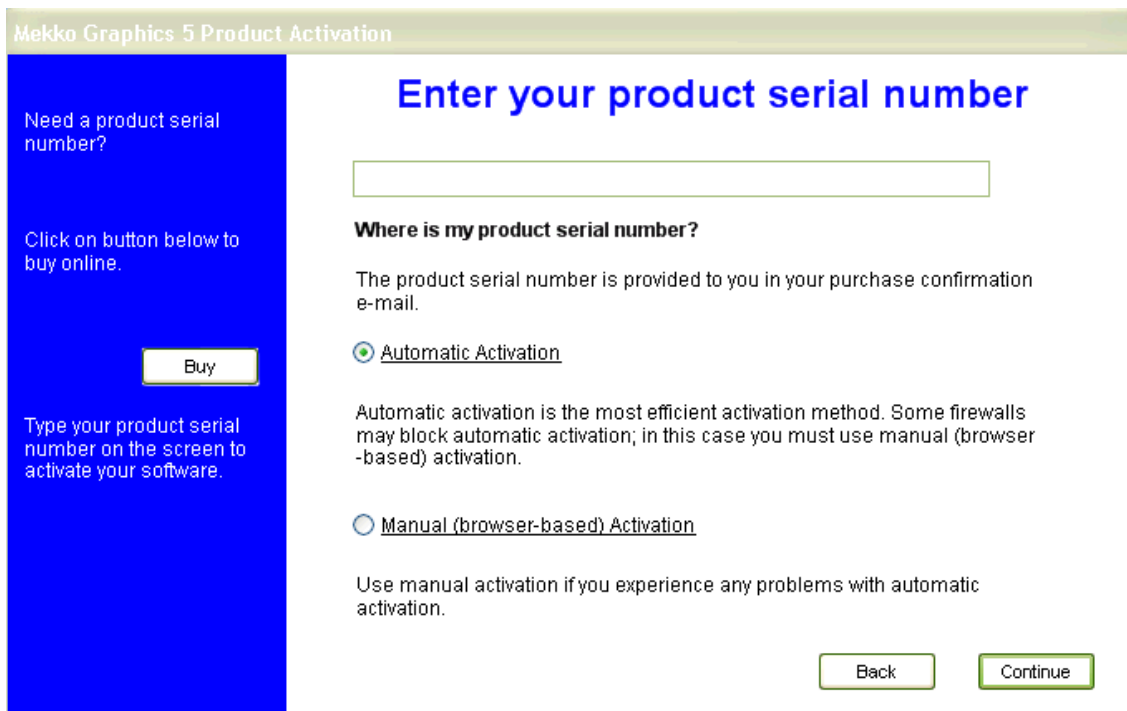 Mekko Graphics 5 Product Activation
Need a product serial
number?
Click on button below to
buy online.
Buy
Type your product serial
number on the screen to
activate your software.
Enter your product serial number
Where is my product serial number?
The product serial number is provided to you in your purchase confirmation
e-mail.
Automatic Activation
Automatic activation is the most efficient activation method. Some firewalls
may block automatic activation; in this case you must use manual (browser
-based) activation.
Manual (browser-based) Activation
Use manual activation if you experience any problems with automatic
activation.
Back
Continue